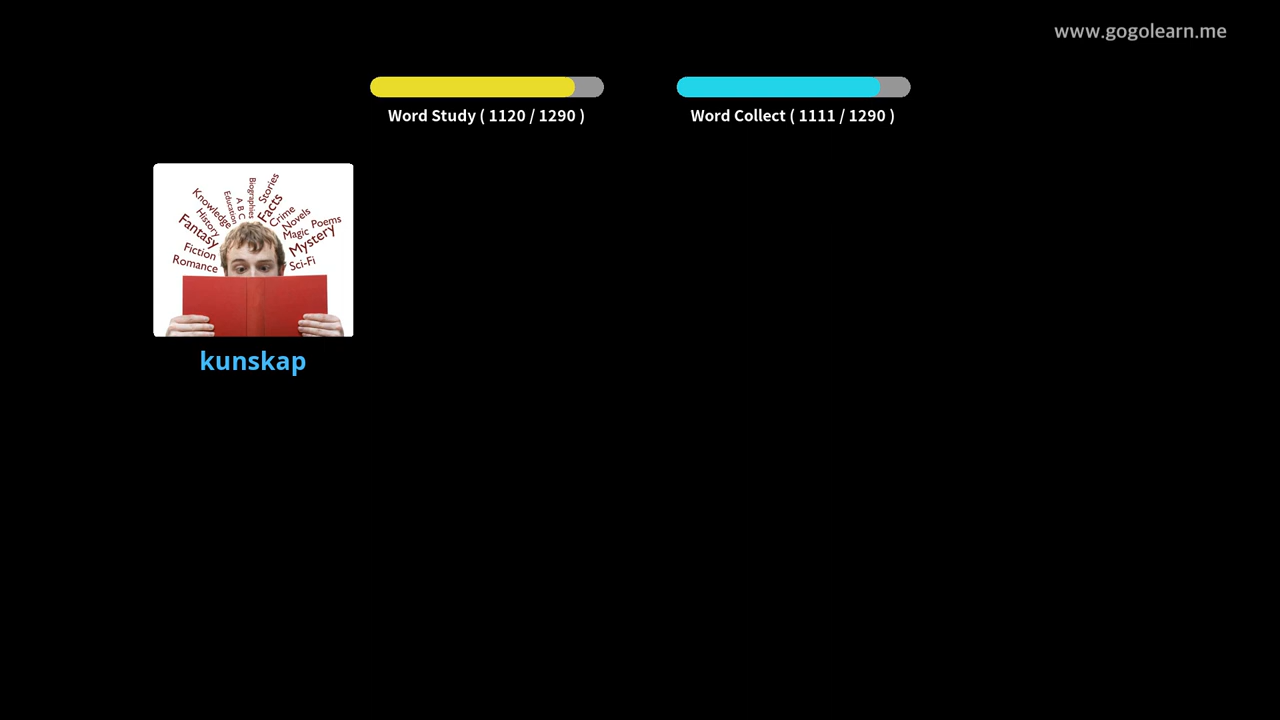 www.gogolearn.me
Word Study ( 1120 / 1290 )
Word Collect ( 1111 / 1290 )
Knowledge
History
Fantasy
Fiction
Romance
Education
A B C
Biographies
Stories
Facts
Crime
Novels
Magic
Poems
Mystery
Sci-Fi
kunskap